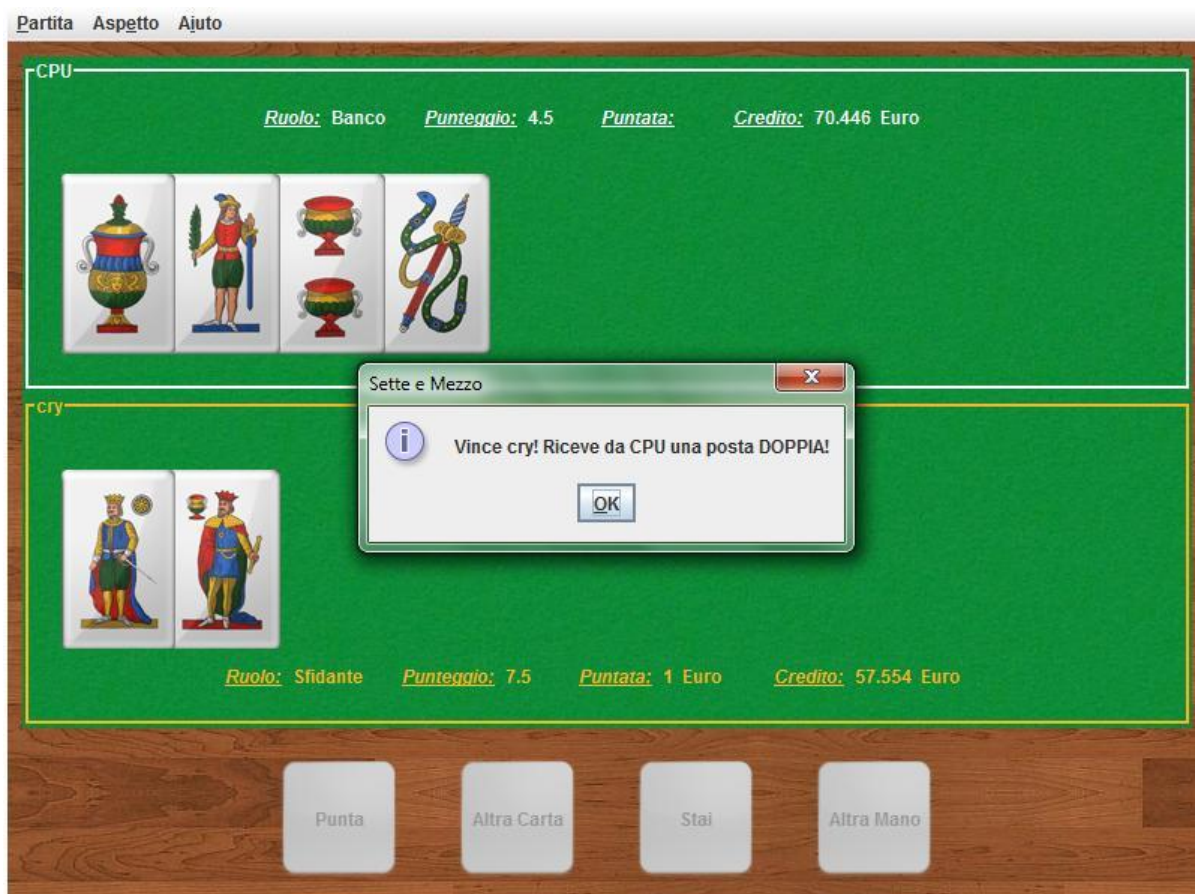 Partita Aspetto Aiuto
CPU
Ruolo: Banco Punteggio: 4.5 Puntata: Credito: 70.446 Euro
Sette e Mezzo
cry
Vince cry! Riceve da CPU una posta DOPPIA!
OK
Ruolo: Sfidante Punteggio: 7.5 Puntata: 1 Euro Credito: 57.554 Euro
Punta Altra Carta Stai Altra Mano